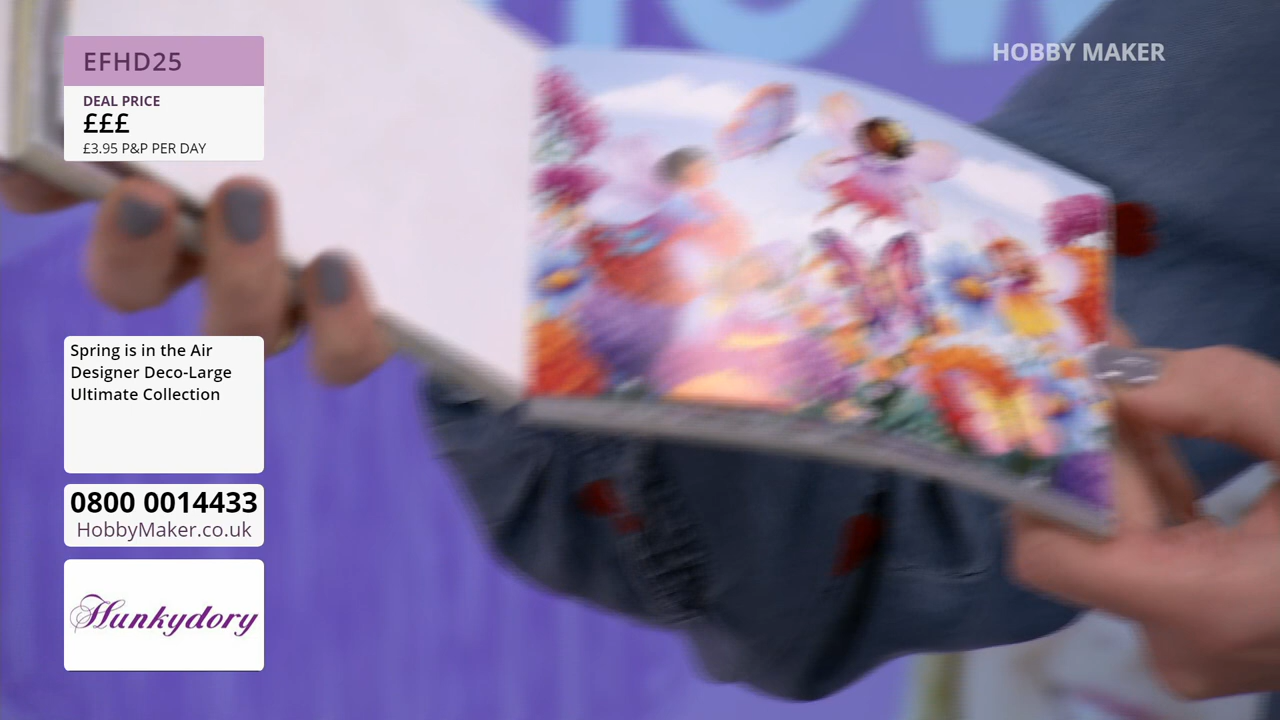 EFHD25
DEAL PRICE
£££
£3.95 P&P PER DAY
HOBBY MAKER
Spring is in the Air
Designer Deco-Large
Ultimate Collection
0800 0014433
HobbyMaker.co.uk
Hunkydory